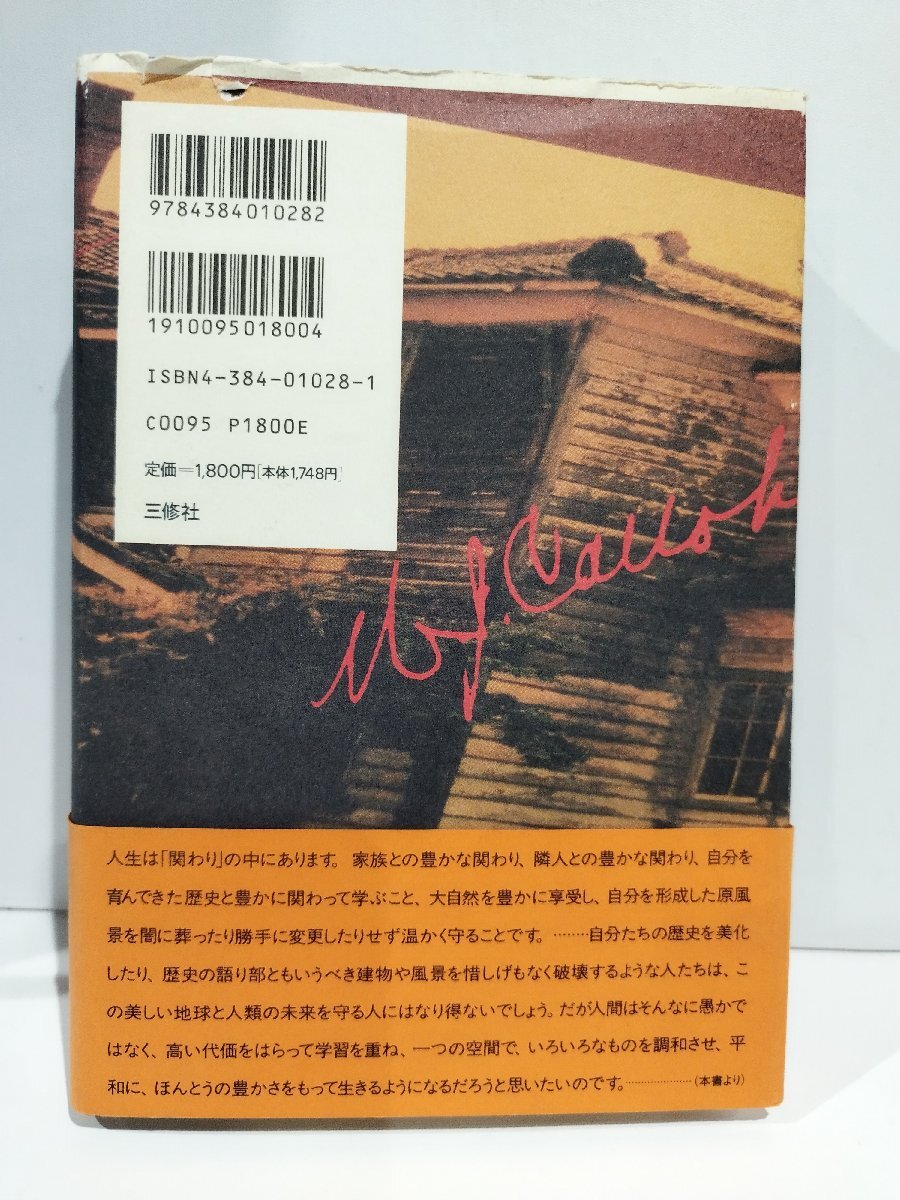 9784384010282
1910095018004
ISBN4-384-01028-1
C0095 P1800E
定価=1,800円[本体1,748円]
三修社
人生は「関わり」の中にあります。家族との豊かな関わり、隣人との豊かな関わり、自分を
育んできた歴史と豊かに関わって学ぶこと、大自然を豊かに享受し、自分を形成した原風
景を闇に葬ったり勝手に変更したりせず温かく守ることです。………自分たちの歴史を美化
したり、歴史の語り部ともいうべき建物や風景を惜しげもなく破壊するような人たちは、こ
の美しい地球と人類の未来を守る人にはなり得ないでしょう。だが人間はそんなに愚かで
はなく、高い代価をはらって学習を重ね、一つの空間で、いろいろなものを調和させ、平
和に、ほんとうの豊かさをもって生きるようになるだろうと思いたいのです。………………(本書より)